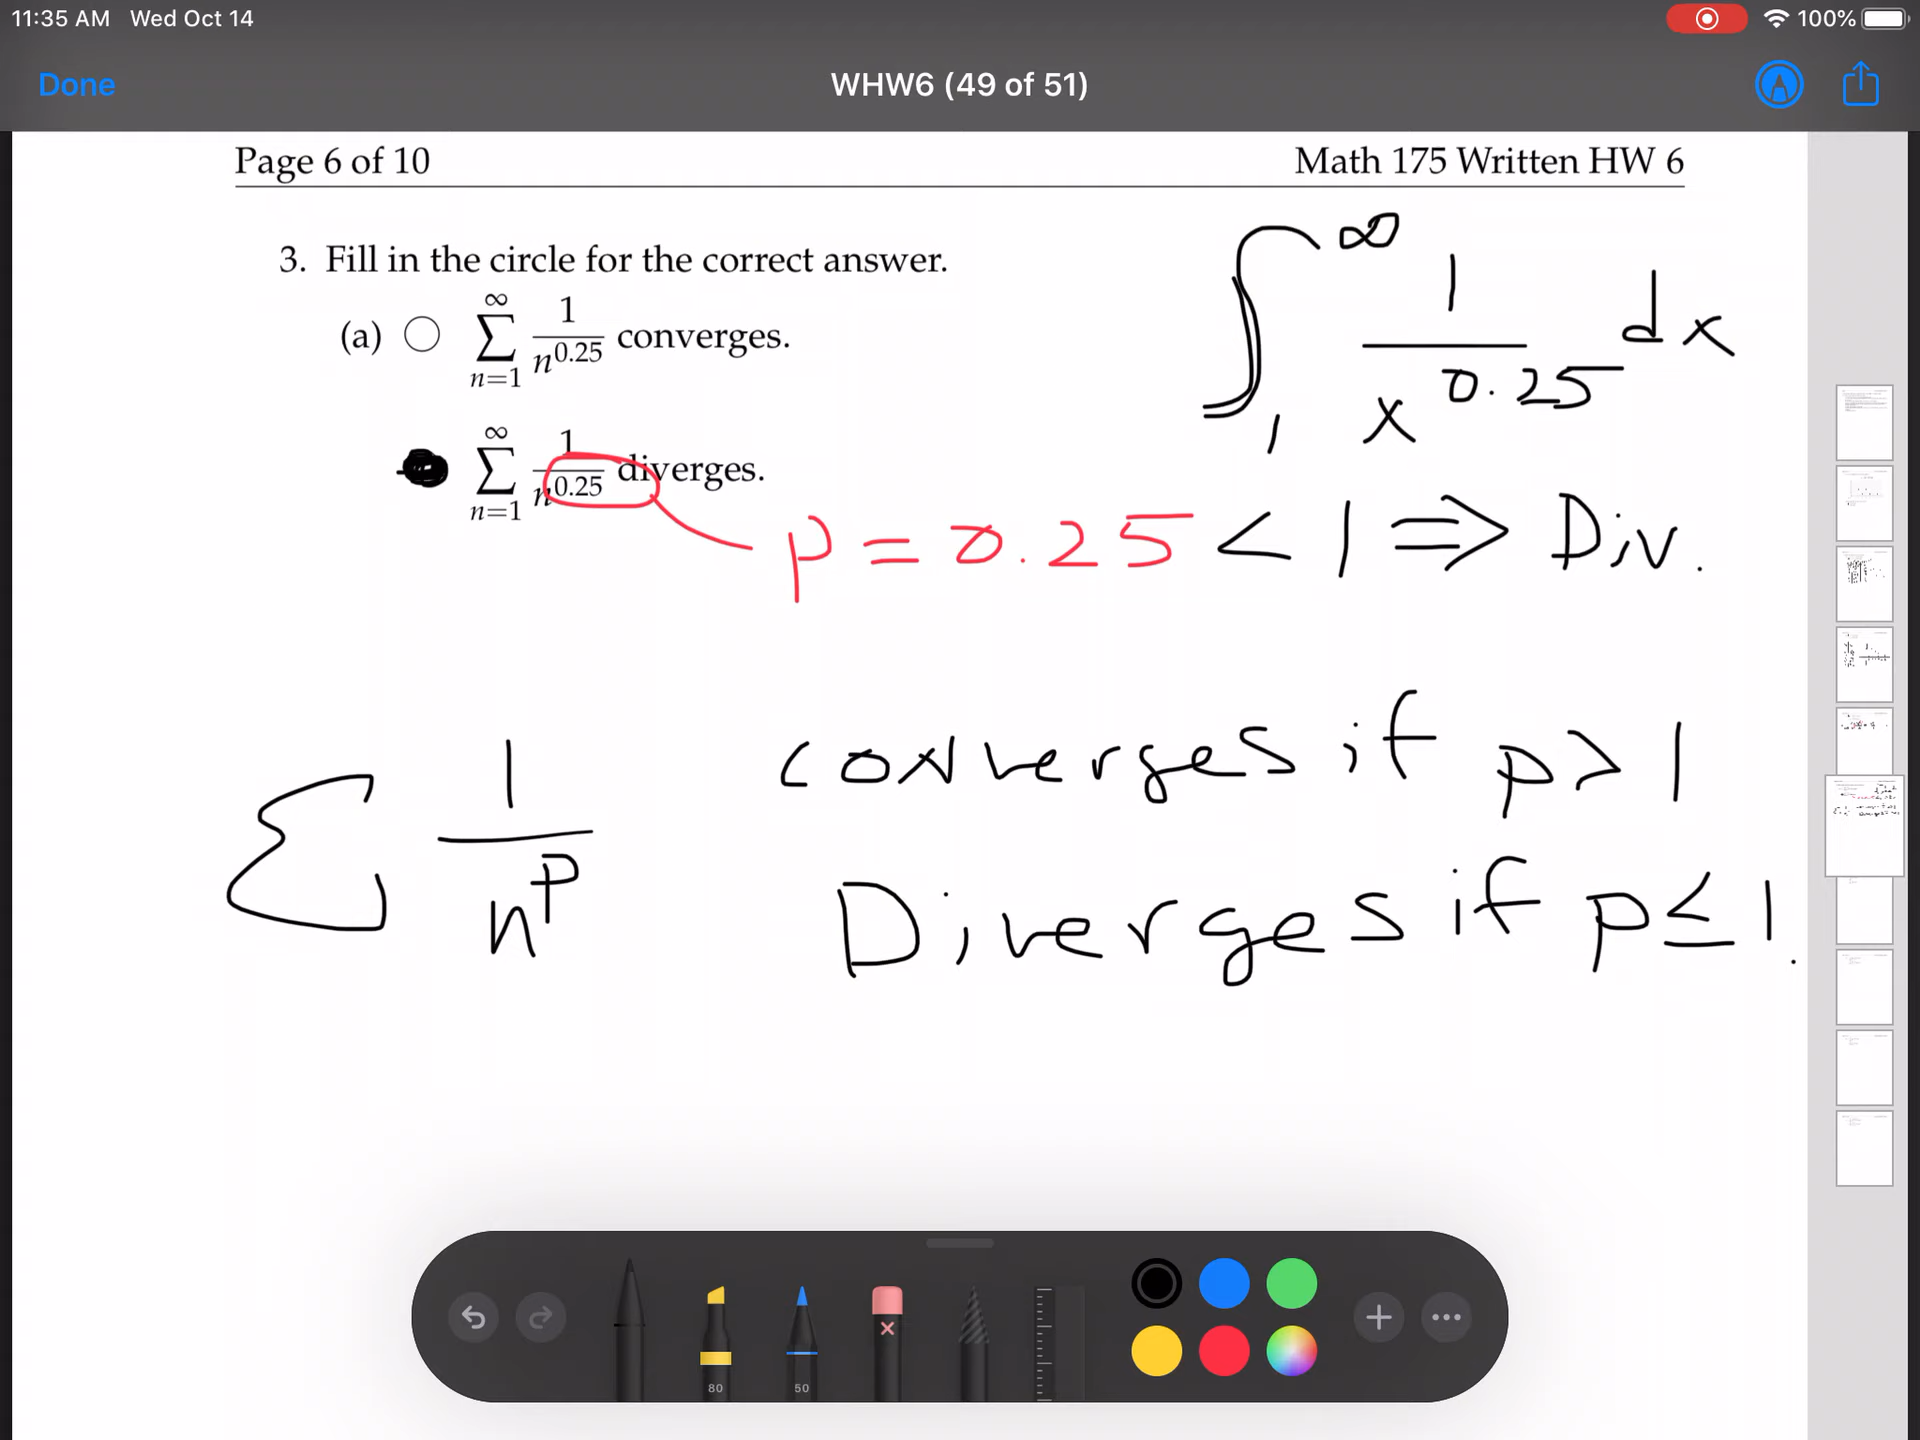 11:35 AM Wed Oct 14 100%
Done WHW6 (49 of 51)
Page 6 of 10 Math 175 Written HW 6
3. Fill in the circle for the correct answer.
(a) ○ ∑_{n=1}^{∞} 1/n^{0.25} converges.
∑_{n=1}^{∞} 1/n^{0.25} diverges.
∫_{1}^{∞} 1/x^{0.25} dx
p = 0.25 < 1 ⇒ Div.
∑ 1/n^p converges if p > 1
Diverges if p ≤ 1.
80 50